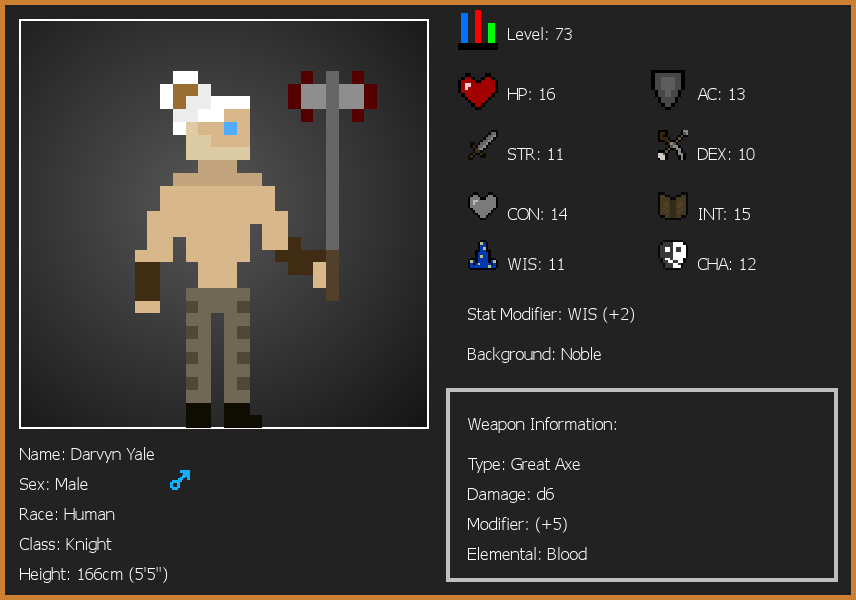 Level: 73
HP: 16
AC: 13
STR: 11
DEX: 10
CON: 14
INT: 15
WIS: 11
CHA: 12
Stat Modifier: WIS (+2)
Background: Noble
Weapon Information:
Type: Great Axe
Damage: d6
Modifier: (+5)
Elemental: Blood
Name: Darvyn Yale
Sex: Male
Race: Human
Class: Knight
Height: 166cm (5'5")